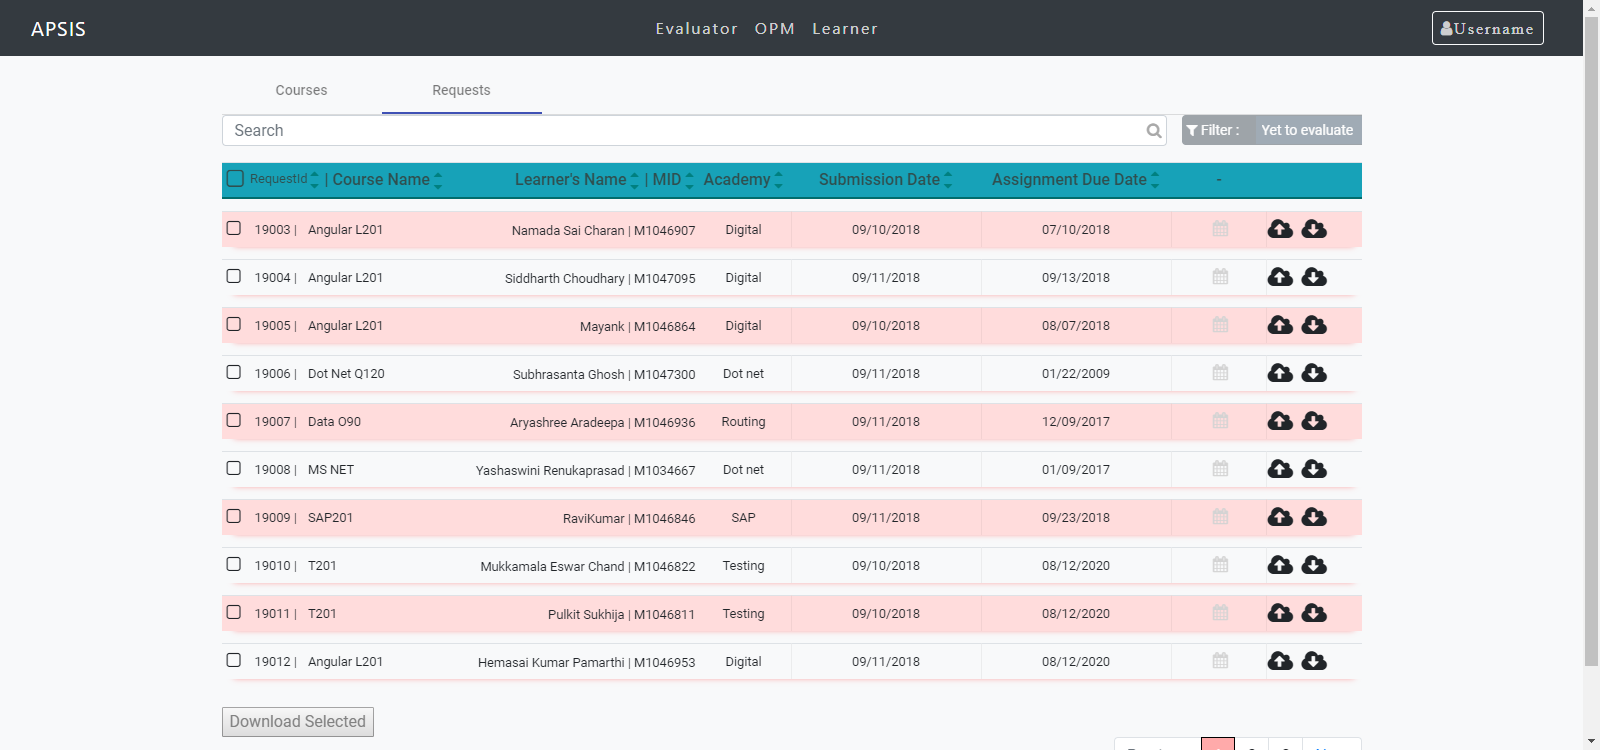 APSIS Evaluator OPM Learner Username
Courses Requests
Search Filter : Yet to evaluate
RequestId | Course Name Learner's Name | MID Academy Submission Date Assignment Due Date -
19003 | Angular L201 Namada Sai Charan | M1046907 Digital 09/10/2018 07/10/2018
19004 | Angular L201 Siddharth Choudhary | M1047095 Digital 09/11/2018 09/13/2018
19005 | Angular L201 Mayank | M1046864 Digital 09/10/2018 08/07/2018
19006 | Dot Net Q120 Subhrasanta Ghosh | M1047300 Dot net 09/11/2018 01/22/2009
19007 | Data O90 Aryashree Aradeepa | M1046936 Routing 09/11/2018 12/09/2017
19008 | MS NET Yashaswini Renukaprasad | M1034667 Dot net 09/11/2018 01/09/2017
19009 | SAP201 RaviKumar | M1046846 SAP 09/11/2018 09/23/2018
19010 | T201 Mukkamala Eswar Chand | M1046822 Testing 09/10/2018 08/12/2020
19011 | T201 Pulkit Sukhija | M1046811 Testing 09/10/2018 08/12/2020
19012 | Angular L201 Hemasai Kumar Pamarthi | M1046953 Digital 09/11/2018 08/12/2020
Download Selected